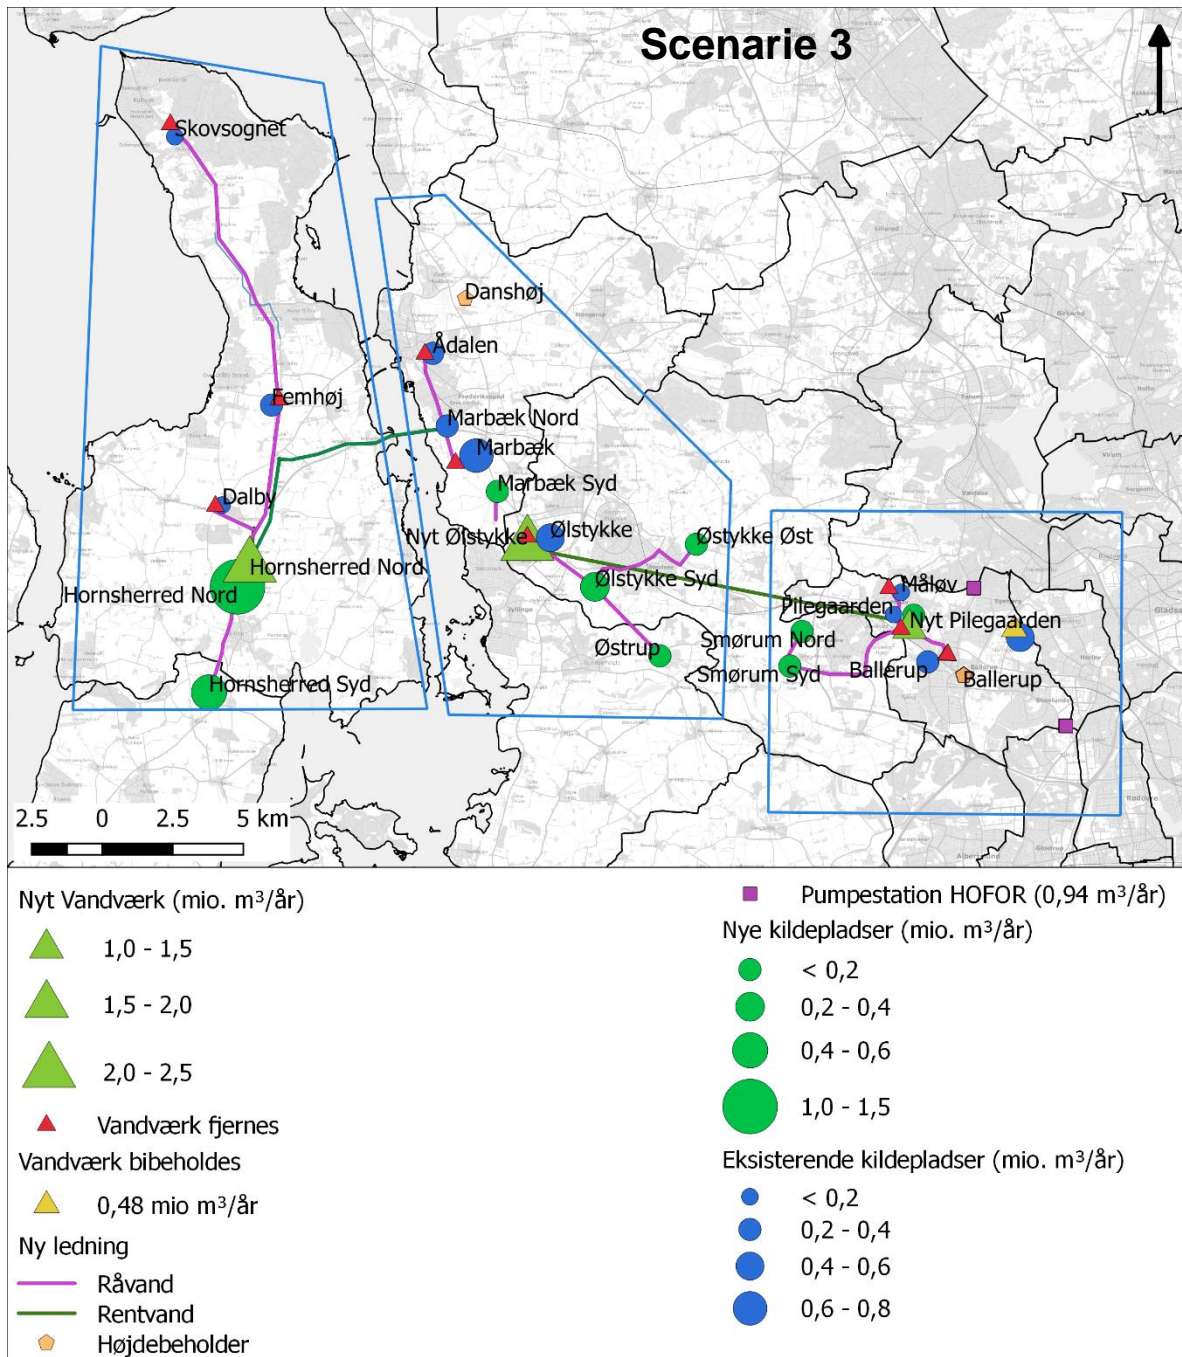 Scenarie 3
Skovsognet
Danshøj
Ådalen
Femhøj
Marbæk Nord
Marbæk
Marbæk Syd
Dalby
Nyt Ølstykke
Ølstykke
Østykke Øst
Hornsherred Nord
Hornsherred Nord
Ølstykke Syd
Måløv
Pilegaarden
Nyt Pilegaarden
Østrup
Smørum Nord
Smørum Syd
Ballerup
Ballerup
Hornsherred Syd
2.5 0 2.5 5 km
Nyt Vandværk (mio. m³/år)
1,0 - 1,5
1,5 - 2,0
2,0 - 2,5
Vandværk fjernes
Vandværk bibeholdes
0,48 mio m³/år
Ny ledning
Råvand
Rentvand
Højdebeholder
Pumpestation HOFOR (0,94 m³/år)
Nye kildepladser (mio. m³/år)
< 0,2
0,2 - 0,4
0,4 - 0,6
1,0 - 1,5
Eksisterende kildepladser (mio. m³/år)
< 0,2
0,2 - 0,4
0,4 - 0,6
0,6 - 0,8